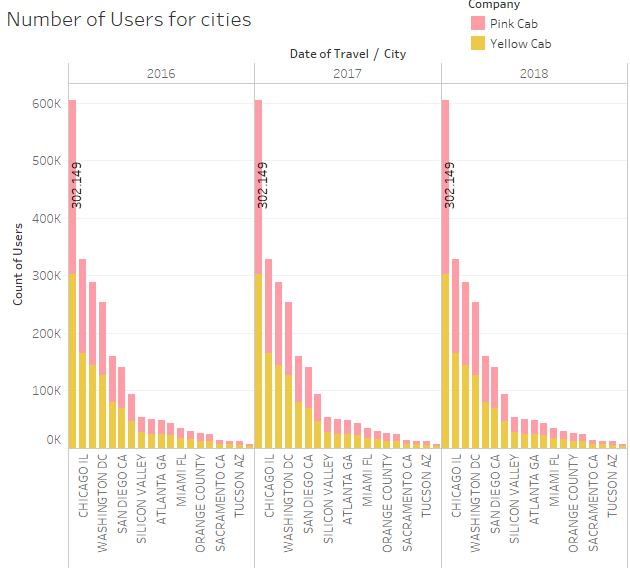 Number of Users for cities
Company
Pink Cab
Yellow Cab
Date of Travel / City
2016
2017
2018
Count of Users
600K
500K
400K
300K
200K
100K
0K
302.149
302.149
302.149
CHICAGO IL
WASHINGTON DC
SAN DIEGO CA
SILICON VALLEY
ATLANTA GA
MIAMI FL
ORANGE COUNTY
SACRAMENTO CA
TUCSON AZ
CHICAGO IL
WASHINGTON DC
SAN DIEGO CA
SILICON VALLEY
ATLANTA GA
MIAMI FL
ORANGE COUNTY
SACRAMENTO CA
TUCSON AZ
CHICAGO IL
WASHINGTON DC
SAN DIEGO CA
SILICON VALLEY
ATLANTA GA
MIAMI FL
ORANGE COUNTY
SACRAMENTO CA
TUCSON AZ